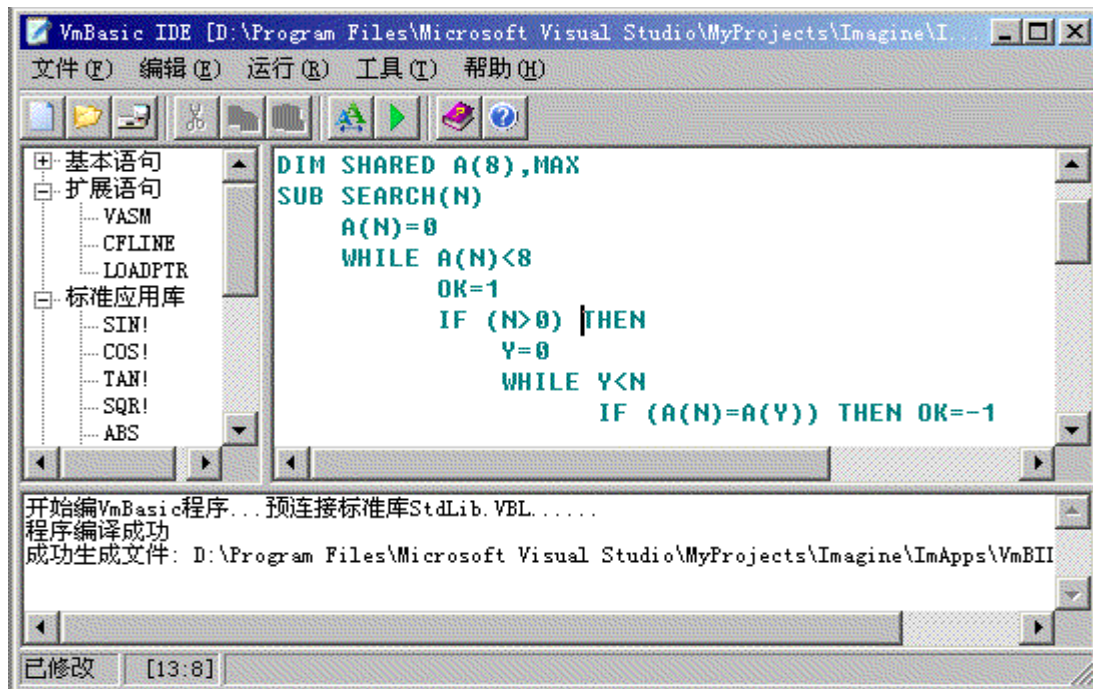 VmBasic IDE [D:\Program Files\Microsoft Visual Studio\MyProjects\Imagine\I...
文件(F) 编辑(E) 运行(R) 工具(T) 帮助(H)
基本语句
扩展语句
VASM
CFLINE
LOADPTR
标准应用库
SIN!
COS!
TAN!
SQR!
ABS
DIM SHARED A(8),MAX
SUB SEARCH(N)
A(N)=0
WHILE A(N)<8
OK=1
IF (N>0) THEN
Y=0
WHILE Y<N
IF (A(N)=A(Y)) THEN OK=-1
开始编VmBasic程序...预连接标准库StdLib.VBL......
程序编译成功
成功生成文件: D:\Program Files\Microsoft Visual Studio\MyProjects\Imagine\ImApps\VmBII
已修改 [13:8]